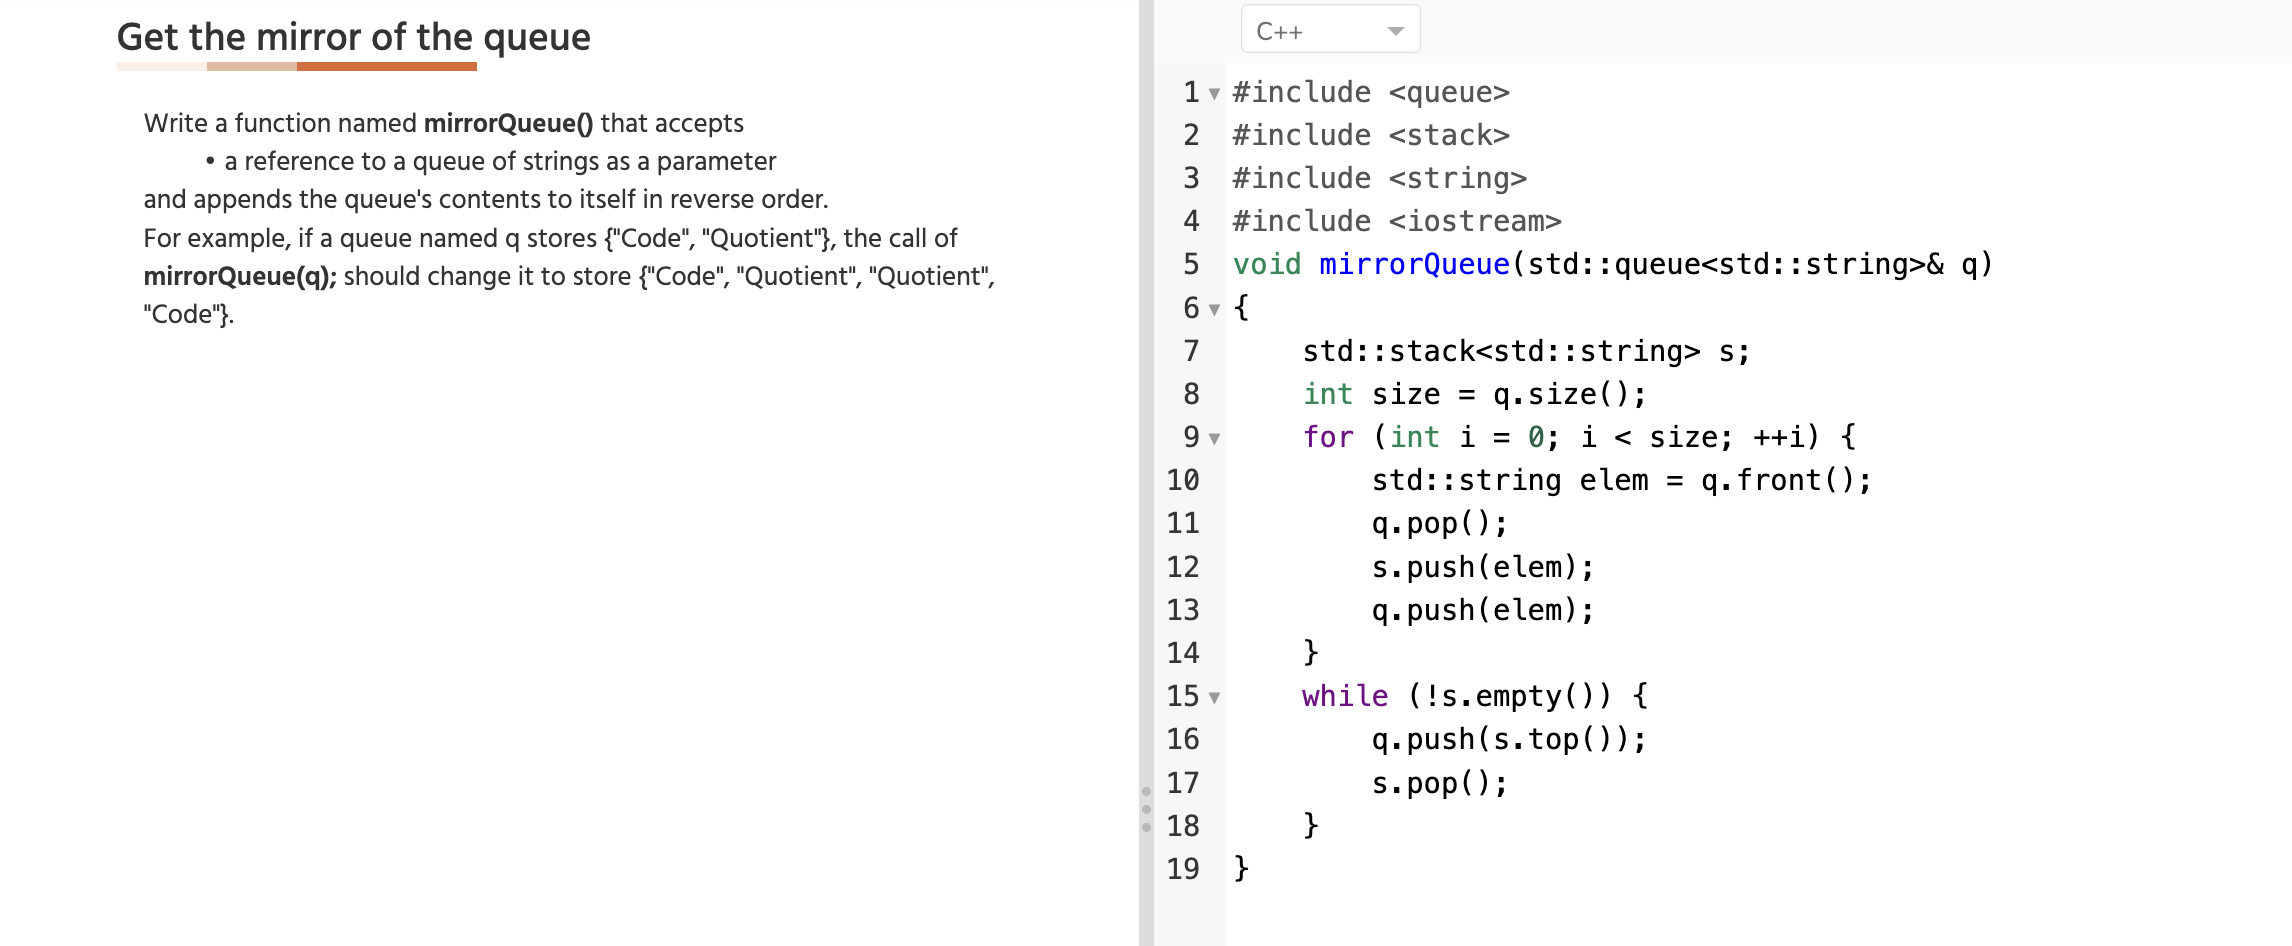 Get the mirror of the queue
Write a function named mirrorQueue() that accepts
• a reference to a queue of strings as a parameter
and appends the queue's contents to itself in reverse order.
For example, if a queue named q stores {"Code", "Quotient"}, the call of
mirrorQueue(q); should change it to store {"Code", "Quotient", "Quotient",
"Code"}.
C++
1 #include <queue>
2 #include <stack>
3 #include <string>
4 #include <iostream>
5 void mirrorQueue(std::queue<std::string>& q)
6 {
7     std::stack<std::string> s;
8     int size = q.size();
9     for (int i = 0; i < size; ++i) {
10         std::string elem = q.front();
11         q.pop();
12         s.push(elem);
13         q.push(elem);
14     }
15     while (!s.empty()) {
16         q.push(s.top());
17         s.pop();
18     }
19 }